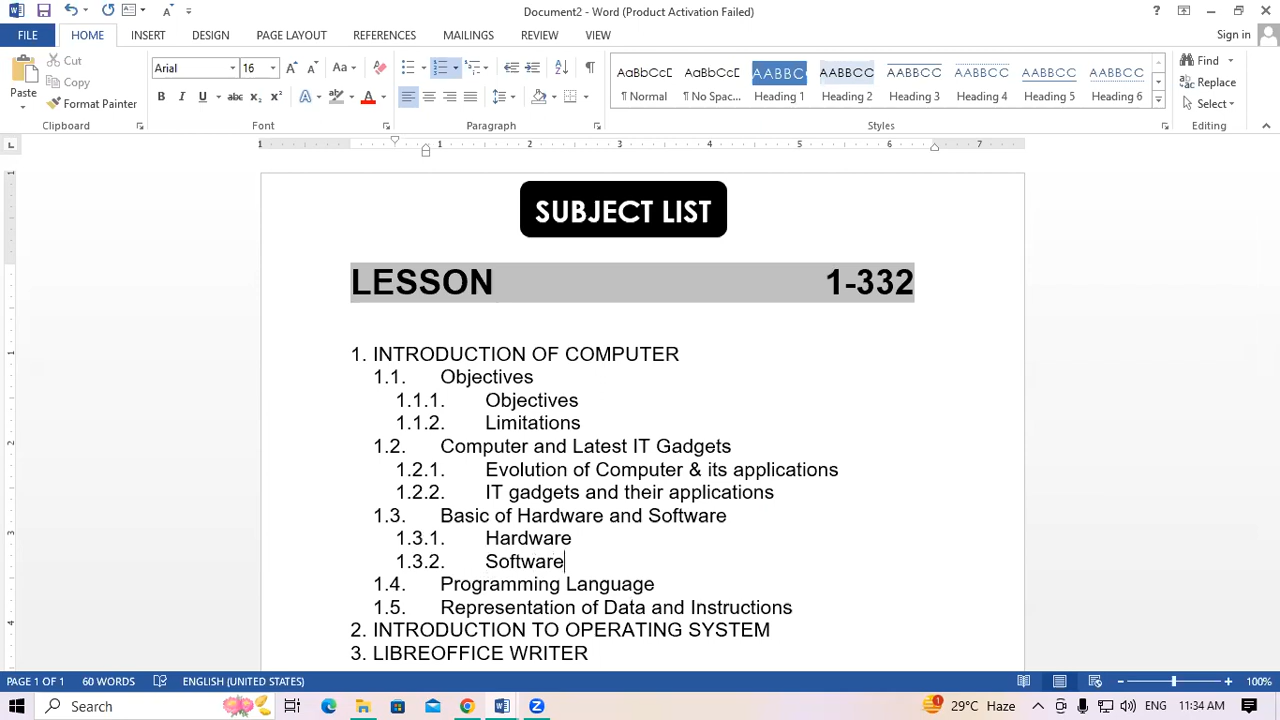 Document2 - Word (Product Activation Failed)
FILE HOME INSERT DESIGN PAGE LAYOUT REFERENCES MAILINGS REVIEW VIEW Sign in
Paste
Cut
Copy
Format Painter
Clipboard
Arial 16
Font
Paragraph
AaBbCcD AaBbCcD AABBC AABBCC AABBCC AABBCC AABBCC AABBCC
¶ Normal ¶ No Spac... Heading 1 Heading 2 Heading 3 Heading 4 Heading 5 Heading 6
Styles
Find
Replace
Select
Editing
SUBJECT LIST
LESSON 1-332
1. INTRODUCTION OF COMPUTER
1.1. Objectives
1.1.1. Objectives
1.1.2. Limitations
1.2. Computer and Latest IT Gadgets
1.2.1. Evolution of Computer & its applications
1.2.2. IT gadgets and their applications
1.3. Basic of Hardware and Software
1.3.1. Hardware
1.3.2. Software
1.4. Programming Language
1.5. Representation of Data and Instructions
2. INTRODUCTION TO OPERATING SYSTEM
3. LIBREOFFICE WRITER
PAGE 1 OF 1 60 WORDS ENGLISH (UNITED STATES) 100%
Search 29°C Haze ENG 11:34 AM